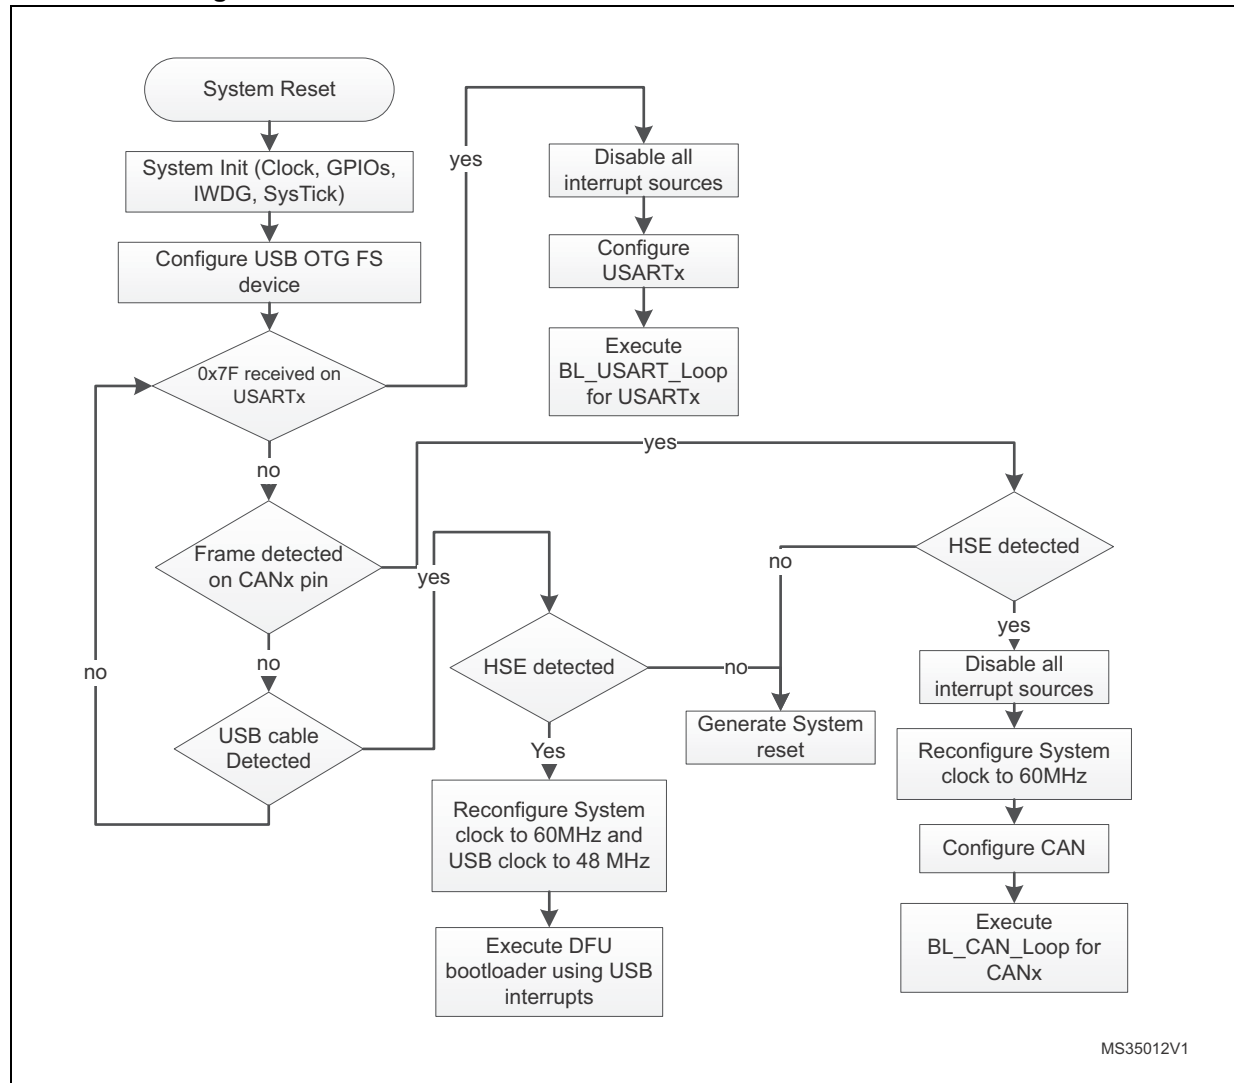 System Reset
System Init (Clock, GPIOs,
IWDG, SysTick)
Configure USB OTG FS
device
0x7F received on
USARTx
yes
Disable all
interrupt sources
Configure
USARTx
Execute
BL_USART_Loop
for USARTx
no
Frame detected
on CANx pin
yes
HSE detected
no
yes
Disable all
interrupt sources
Reconfigure System
clock to 60MHz
Configure CAN
Execute
BL_CAN_Loop for
CANx
no
USB cable
Detected
no
yes
HSE detected
no
Generate System
reset
Yes
Reconfigure System
clock to 60MHz and
USB clock to 48 MHz
Execute DFU
bootloader using USB
interrupts
MS35012V1